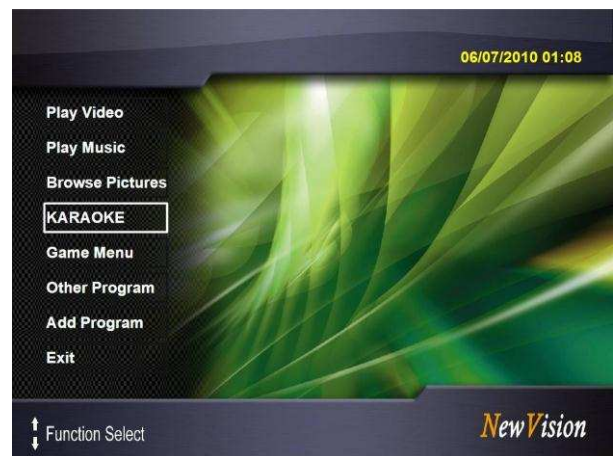 06/07/2010 01:08
Play Video
Play Music
Browse Pictures
KARAOKE
Game Menu
Other Program
Add Program
Exit
Function Select
NewVision